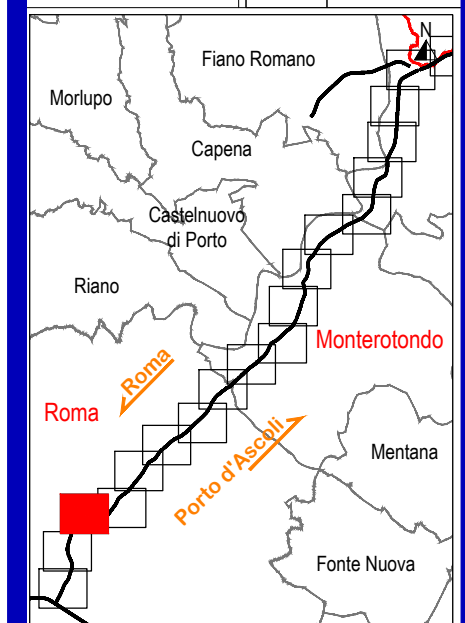 N
Fiano Romano
Morlupo
Capena
Castelnuovo
di Porto
Riano
Monterotondo
Roma
Roma
Porto d'Ascoli
Mentana
Fonte Nuova